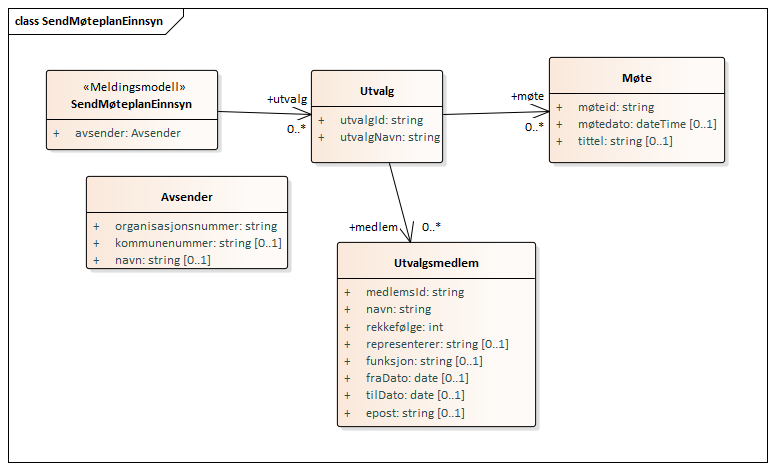 class SendMøteplanEinnsyn
«Meldingsmodell»
SendMøteplanEinnsyn
+ avsender: Avsender
+utvalg
0..*
Utvalg
+ utvalgId: string
+ utvalgNavn: string
+møte
0..*
Møte
+ møteid: string
+ møtedato: dateTime [0..1]
+ tittel: string [0..1]
Avsender
+ organisasjonsnummer: string
+ kommunenummer: string [0..1]
+ navn: string [0..1]
+medlem
0..*
Utvalgsmedlem
+ medlemsId: string
+ navn: string
+ rekkefølge: int
+ representerer: string [0..1]
+ funksjon: string [0..1]
+ fraDato: date [0..1]
+ tilDato: date [0..1]
+ epost: string [0..1]